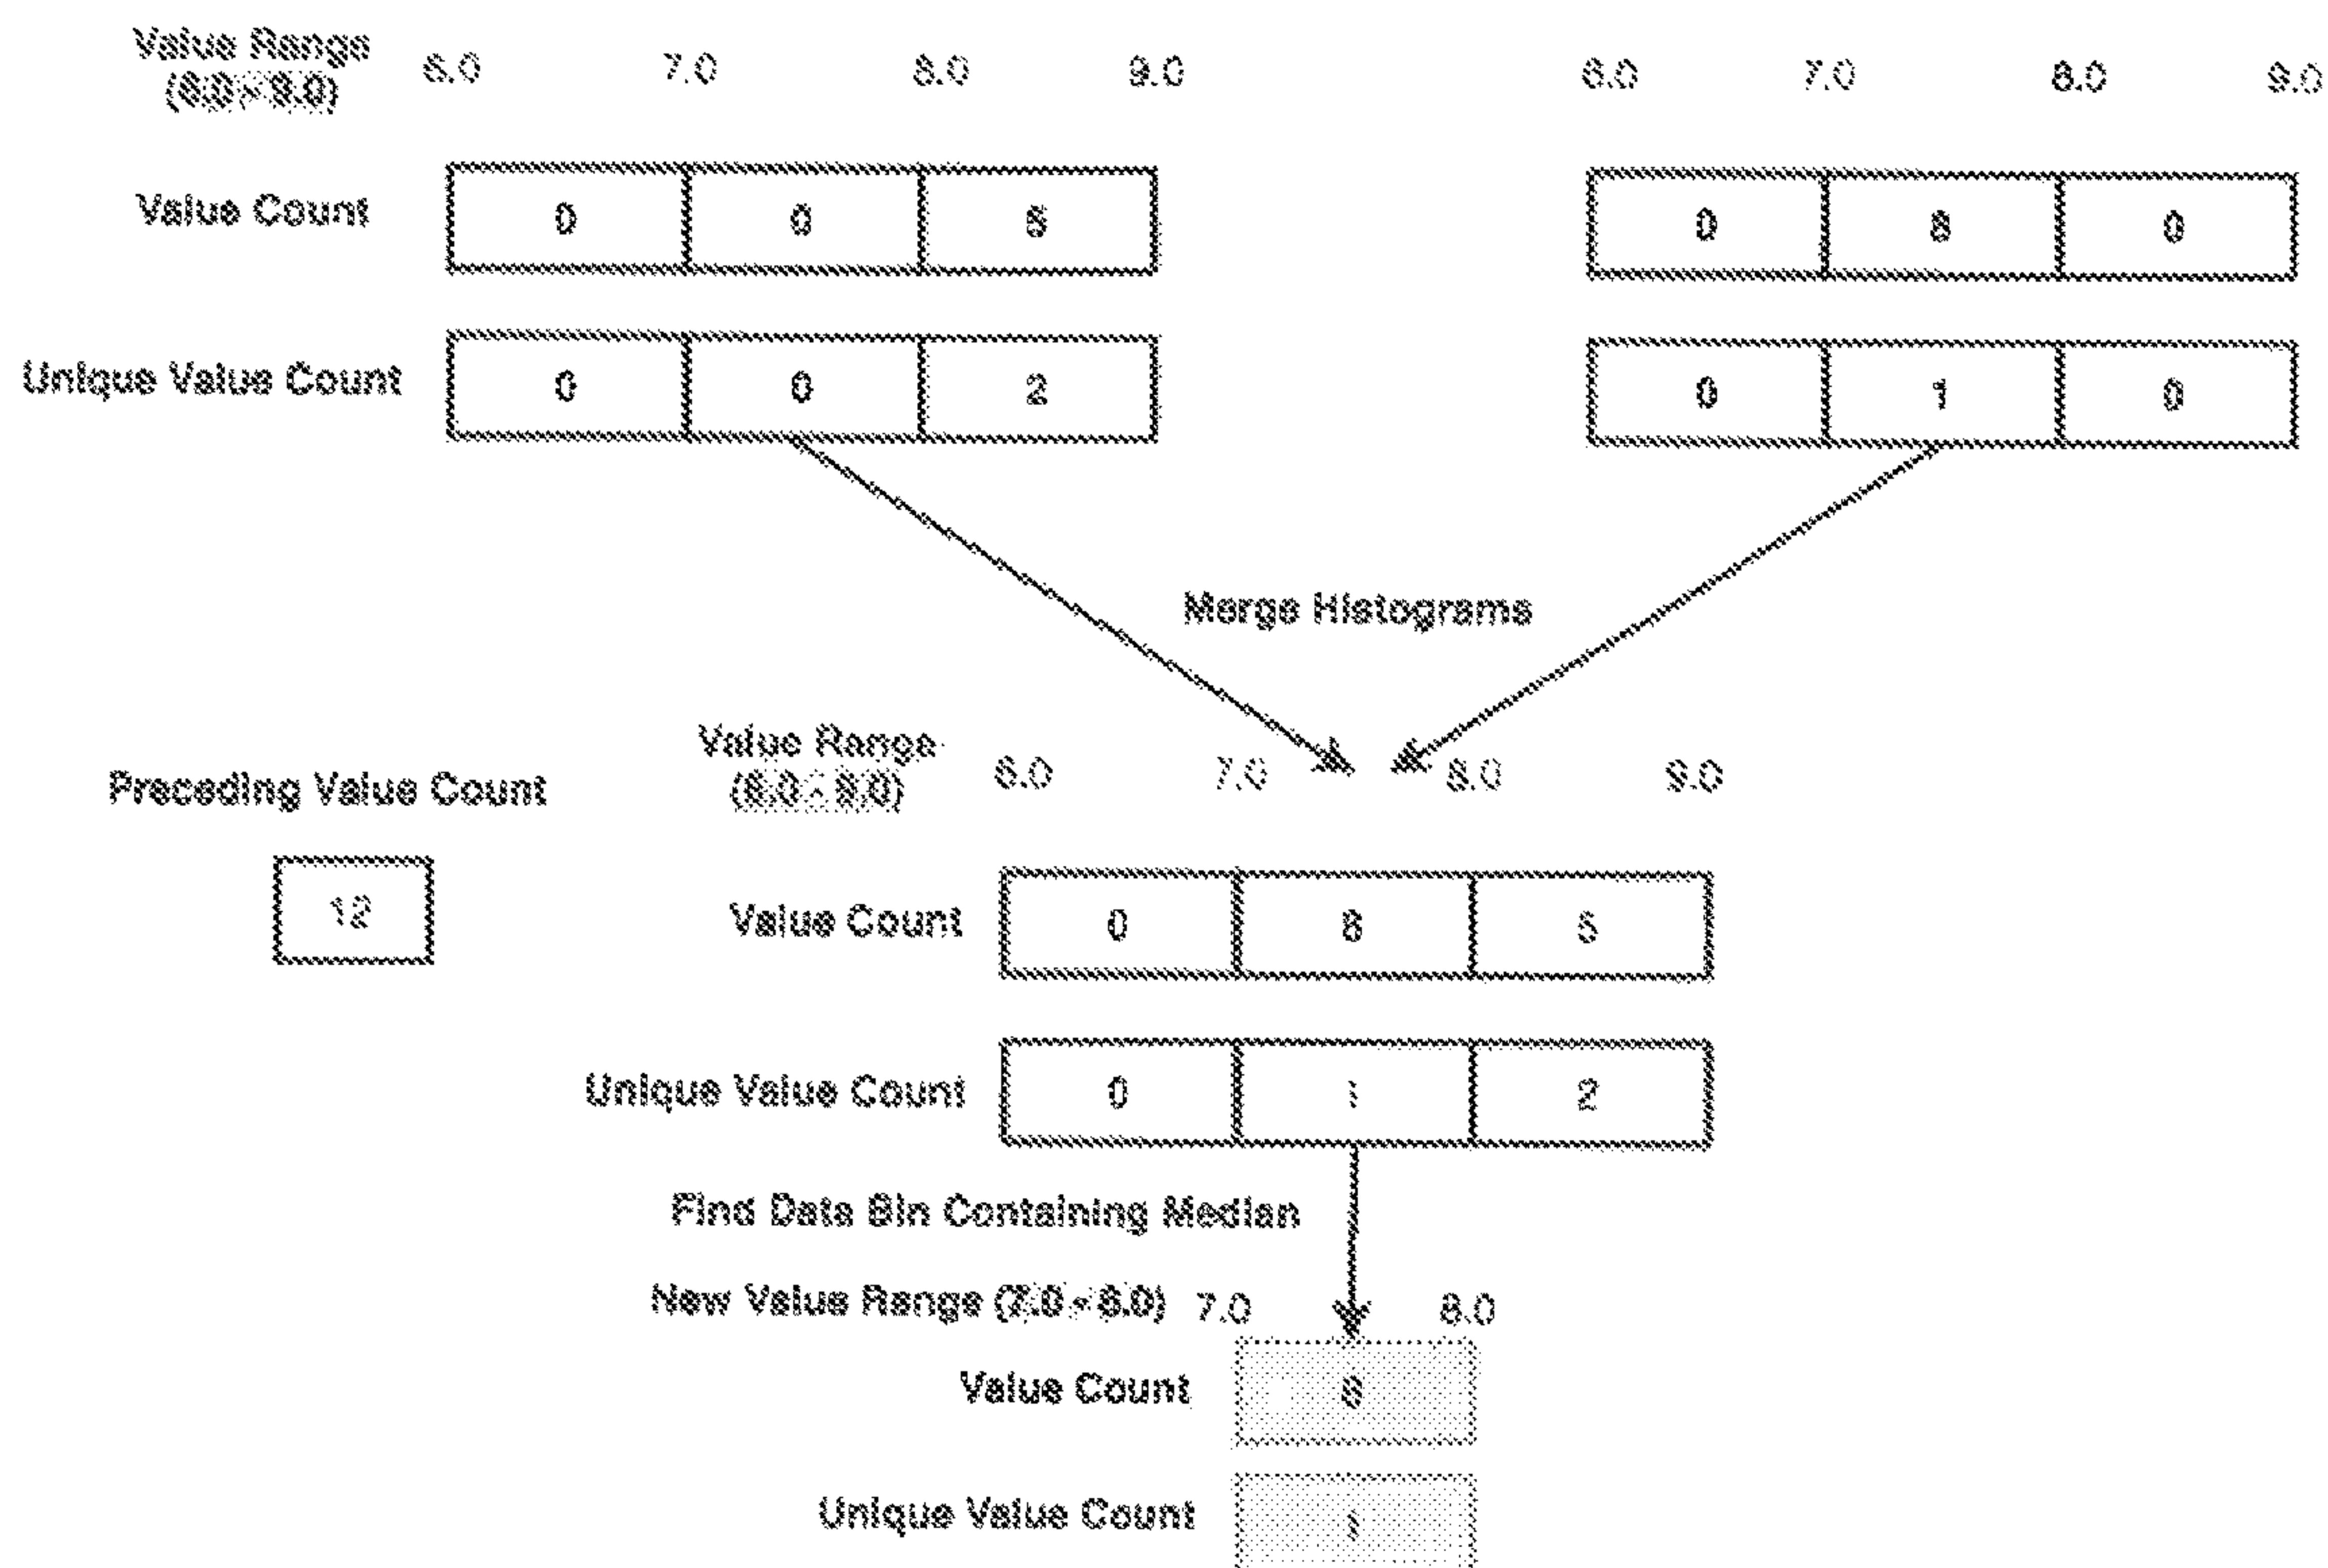 Value Range
(6.0 - 9.0)
6.0 7.0 8.0 9.0
6.0 7.0 8.0 9.0
Value Count 0 0 5
0 8 0
Unique Value Count 0 0 2
0 1 0
Merge Histograms
Preceding Value Count
12
Value Range
(6.0 - 9.0)
6.0 7.0 8.0 9.0
Value Count 0 8 5
Unique Value Count 0 1 2
Find Data Bin Containing Median
New Value Range (7.0 - 8.0) 7.0 8.0
Value Count 8
Unique Value Count 1